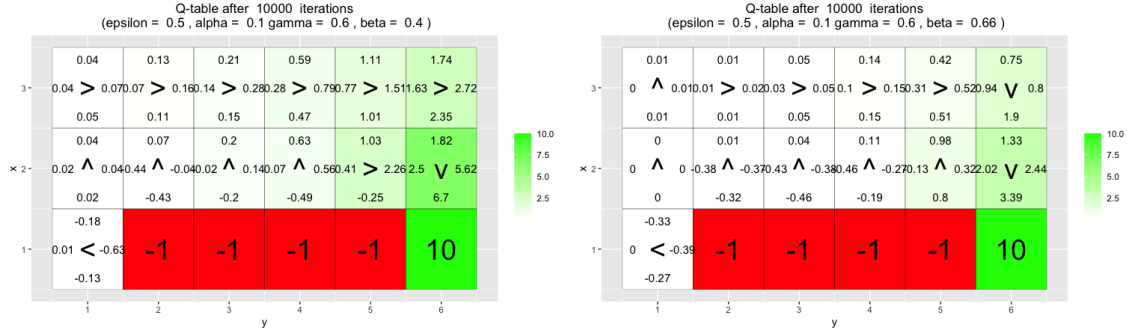 Q-table after 10000 iterations
(epsilon = 0.5 , alpha = 0.1 gamma = 0.6 , beta = 0.4 )
0.04 0.13 0.21 0.59 1.11 1.74
3 0.04 > 0.07 0.07 > 0.16 0.14 > 0.28 0.28 > 0.79 0.77 > 1.51 1.63 > 2.72
0.05 0.11 0.15 0.47 1.01 2.35
0.04 0.07 0.2 0.63 1.03 1.82
x 2 0.02 ^ 0.04 -0.44 ^ -0.04 -0.02 ^ 0.14 0.07 ^ 0.56 0.41 > 2.26 2.5 v 5.62
0.02 -0.43 -0.2 -0.49 -0.25 6.7
-0.18
1 0.01 < -0.63 -1 -1 -1 -1 10
-0.13
1 2 3 4 5 6
y
10.0
7.5
5.0
2.5
Q-table after 10000 iterations
(epsilon = 0.5 , alpha = 0.1 gamma = 0.6 , beta = 0.66 )
0.01 0.01 0.05 0.14 0.42 0.75
3 0 ^ 0.01 0.01 > 0.02 0.03 > 0.05 0.1 > 0.15 0.31 > 0.52 0.94 v 0.8
0.01 0.01 0.05 0.15 0.51 1.9
0 0.01 0.04 0.11 0.98 1.33
x 2 0 ^ 0 -0.38 ^ -0.37 -0.43 ^ -0.38 -0.46 ^ -0.27 -0.13 ^ 0.32 2.02 v 2.44
0 -0.32 -0.46 -0.19 0.8 3.39
-0.33
1 0 < -0.39 -1 -1 -1 -1 10
-0.27
1 2 3 4 5 6
y
10.0
7.5
5.0
2.5